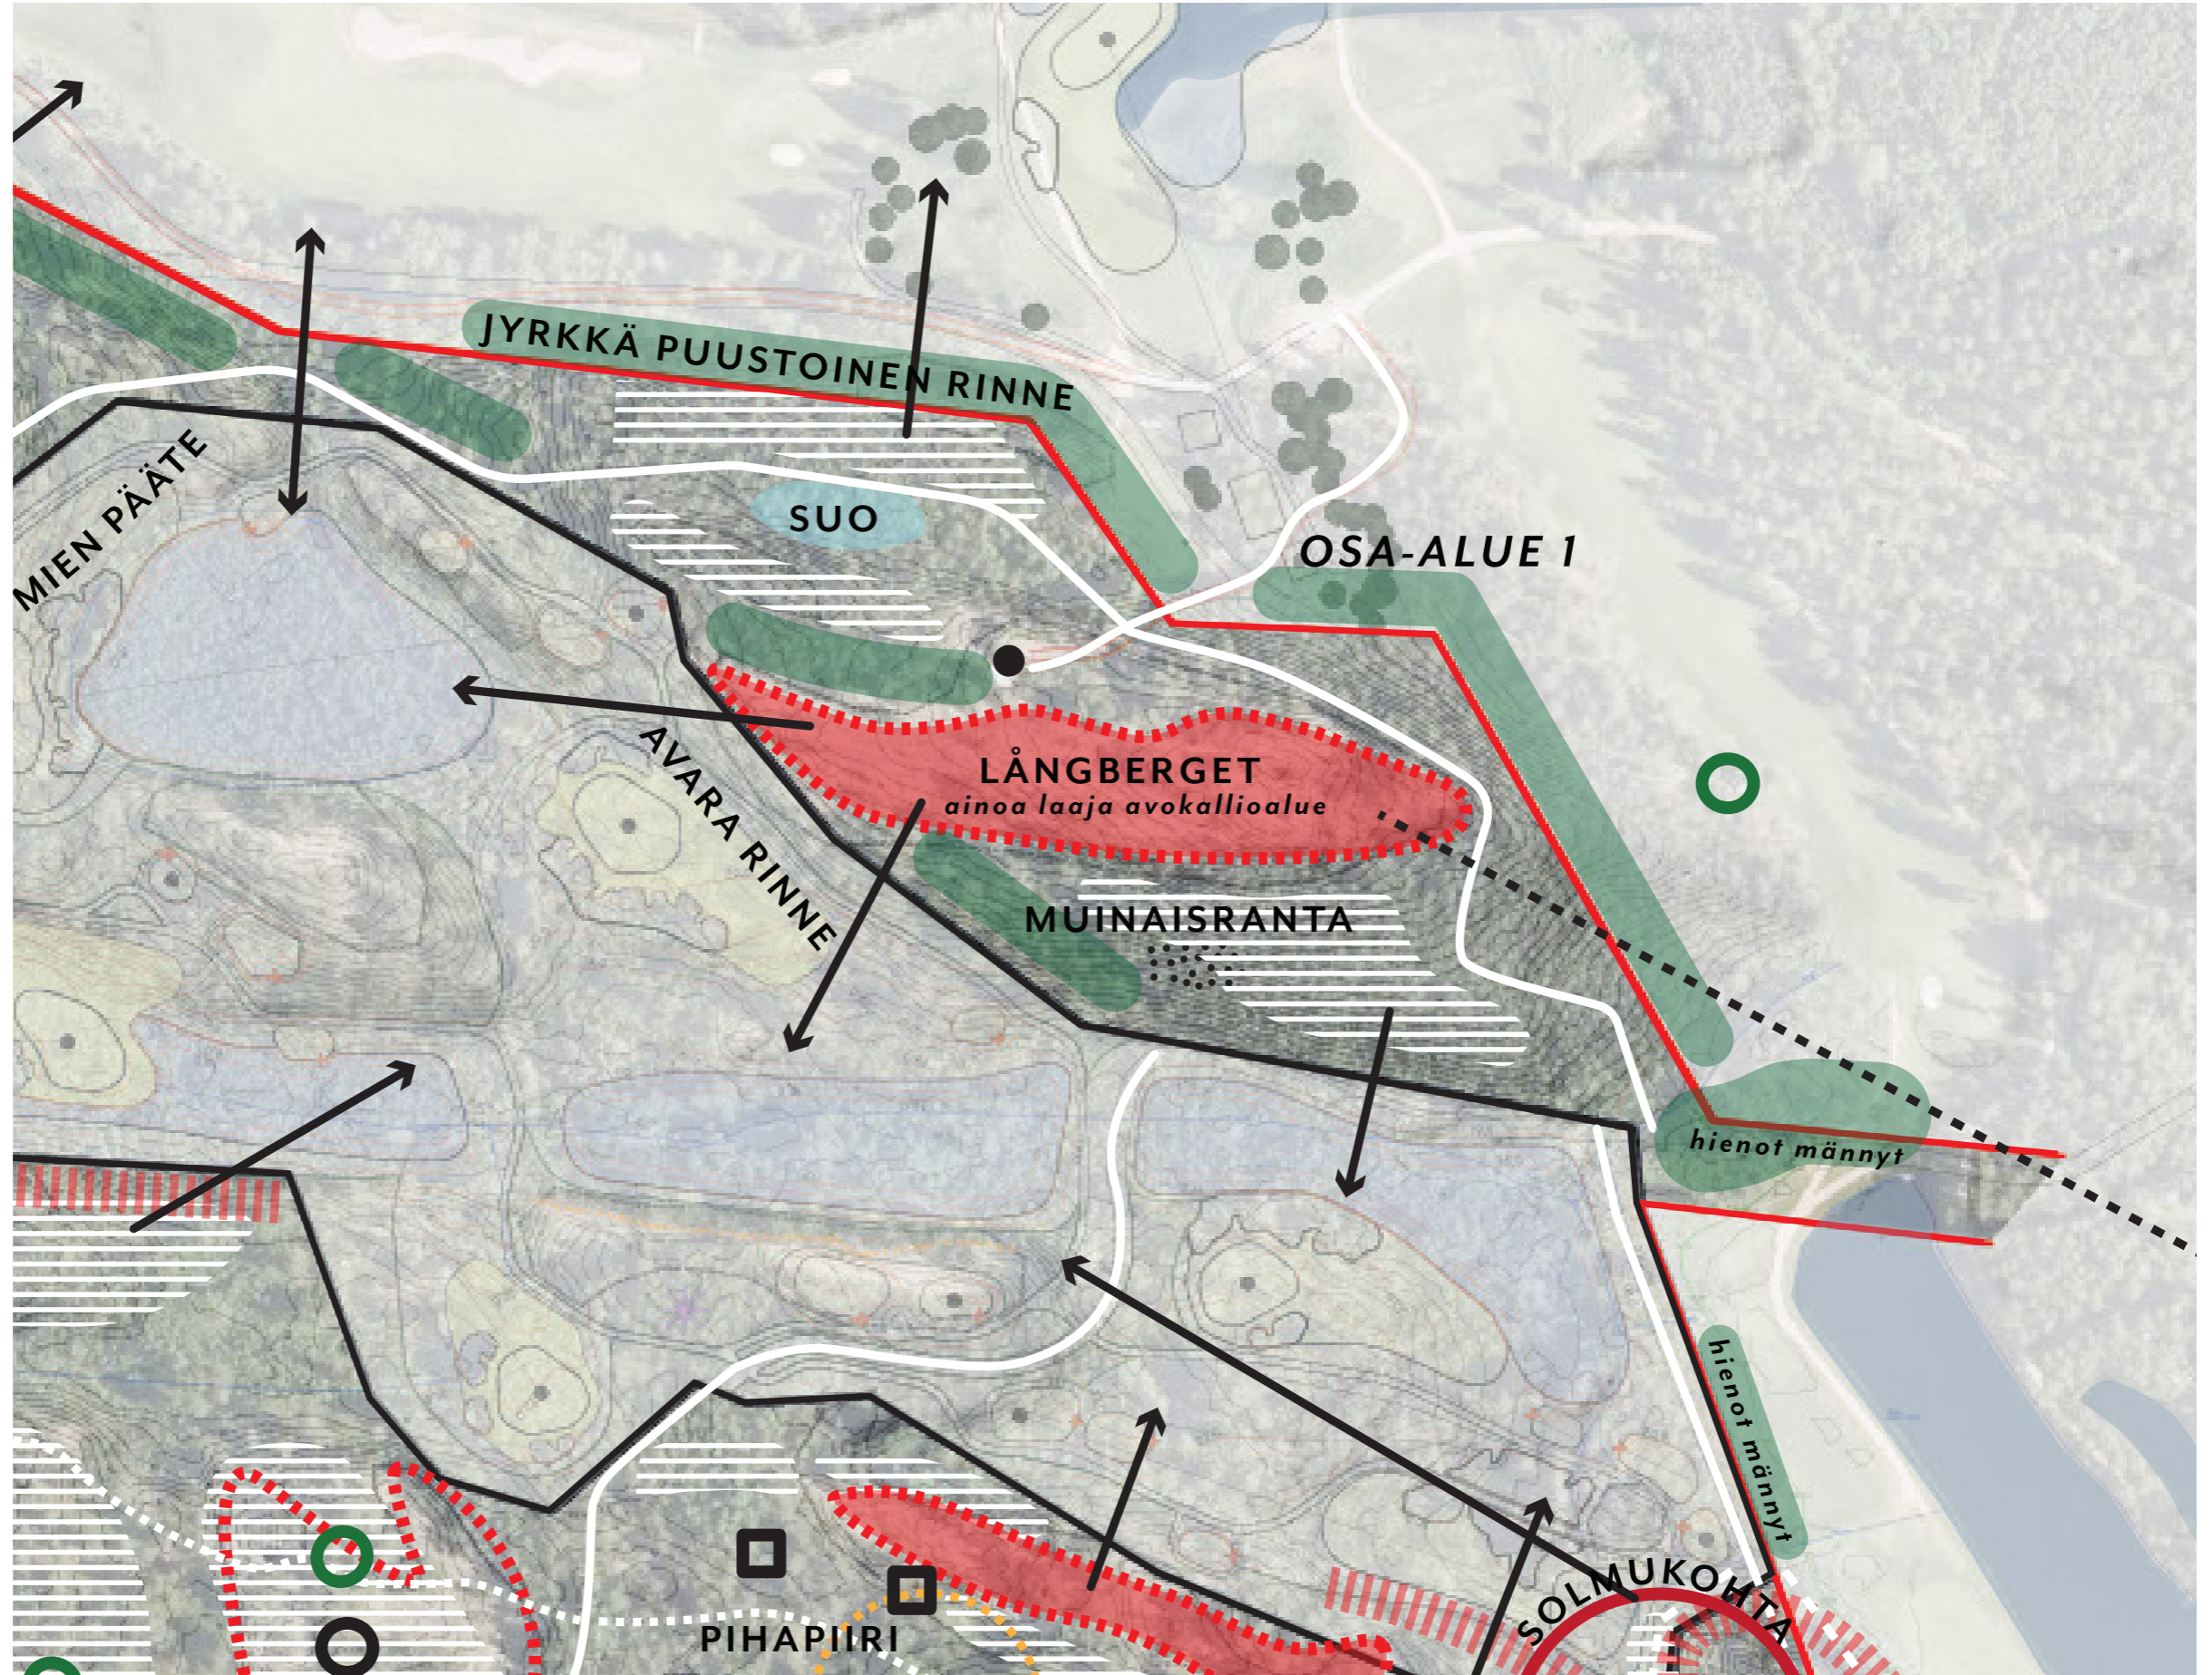 JYRKKÄ PUUSTOINEN RINNE
MIEN PÄÄTE
SUO
OSA-ALUE 1
AVARA RINNE
LÅNGBERGET
ainoa laaja avokallioalue
MUINAISRANTA
hienot männyt
hienot männyt
SOLMUKOHTA
PIHAPIIRI